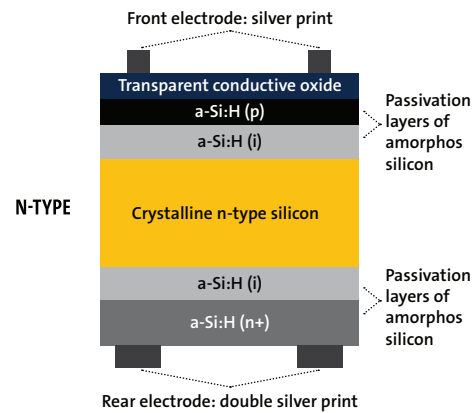 Front electrode: silver print
Transparent conductive oxide
a-Si:H (p)
a-Si:H (i)
Passivation
layers of
amorphos
silicon
N-TYPE
Crystalline n-type silicon
a-Si:H (i)
a-Si:H (n+)
Passivation
layers of
amorphos
silicon
Rear electrode: double silver print